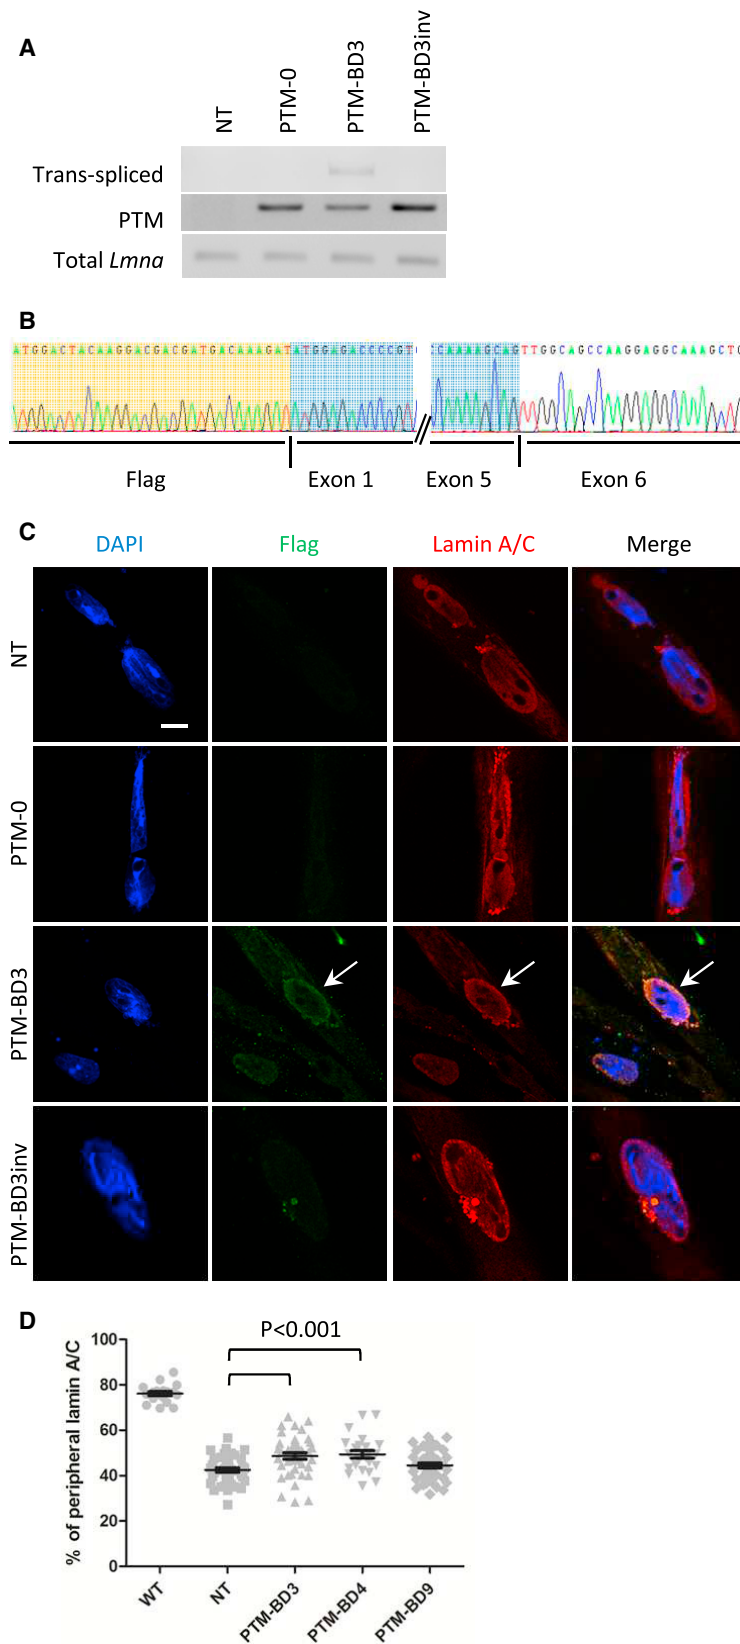 A
NT
PTM-0
PTM-BD3
PTM-BD3inv
Trans-spliced
PTM
Total Lmna
B
ATGGACTACAAGGACGACGATGACAAAGATATGGAGACCCCGT
CCAAAAGCAGTTGGCAGCCAAGGAGGCAAAGCT
Flag
Exon 1
Exon 5
Exon 6
C
DAPI
Flag
Lamin A/C
Merge
NT
PTM-0
PTM-BD3
PTM-BD3inv
D
P<0.001
% of peripheral lamin A/C
100
80
60
40
20
0
WT
NT
PTM-BD3
PTM-BD4
PTM-BD9